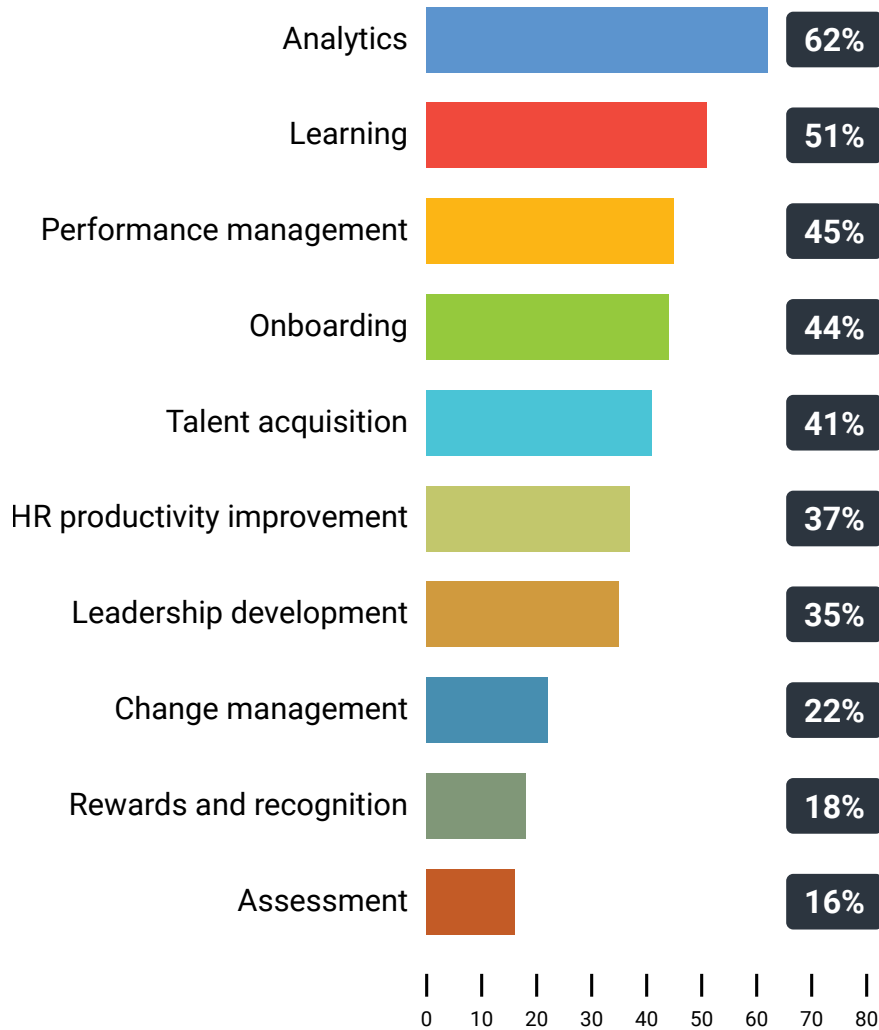 Analytics 62%
Learning 51%
Performance management 45%
Onboarding 44%
Talent acquisition 41%
HR productivity improvement 37%
Leadership development 35%
Change management 22%
Rewards and recognition 18%
Assessment 16%
0 10 20 30 40 50 60 70 80